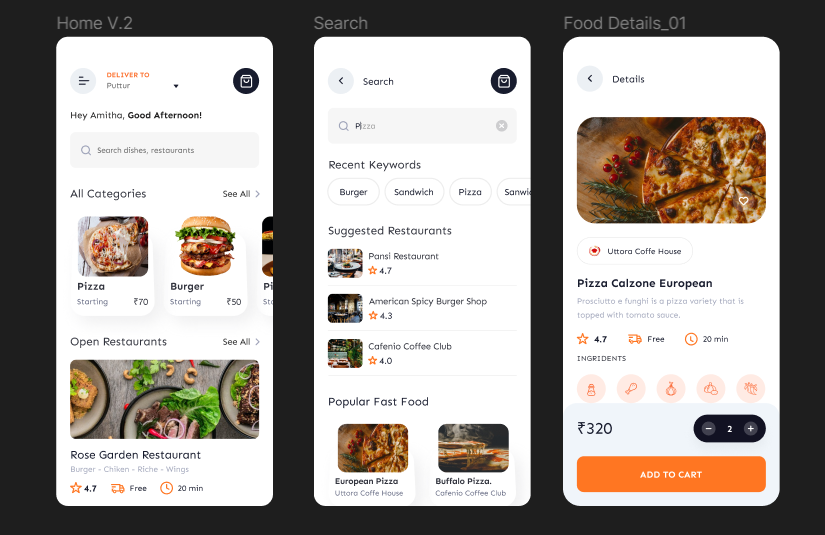 Home V.2
DELIVER TO
Puttur
Hey Amitha, Good Afternoon!
Search dishes, restaurants
All Categories
See All
Pizza
Starting
₹70
Burger
Starting
₹50
Pi
St
Open Restaurants
See All
Rose Garden Restaurant
Burger - Chiken - Riche - Wings
4.7
Free
20 min
Search
Search
Pizza
Recent Keywords
Burger
Sandwich
Pizza
Sanwi
Suggested Restaurants
Pansi Restaurant
4.7
American Spicy Burger Shop
4.3
Cafenio Coffee Club
4.0
Popular Fast Food
European Pizza
Uttora Coffe House
Buffalo Pizza.
Cafenio Coffee Club
Food Details_01
Details
Uttora Coffe House
Pizza Calzone European
Prosciutto e funghi is a pizza variety that is
topped with tomato sauce.
4.7
Free
20 min
INGRIDENTS
₹320
2
ADD TO CART